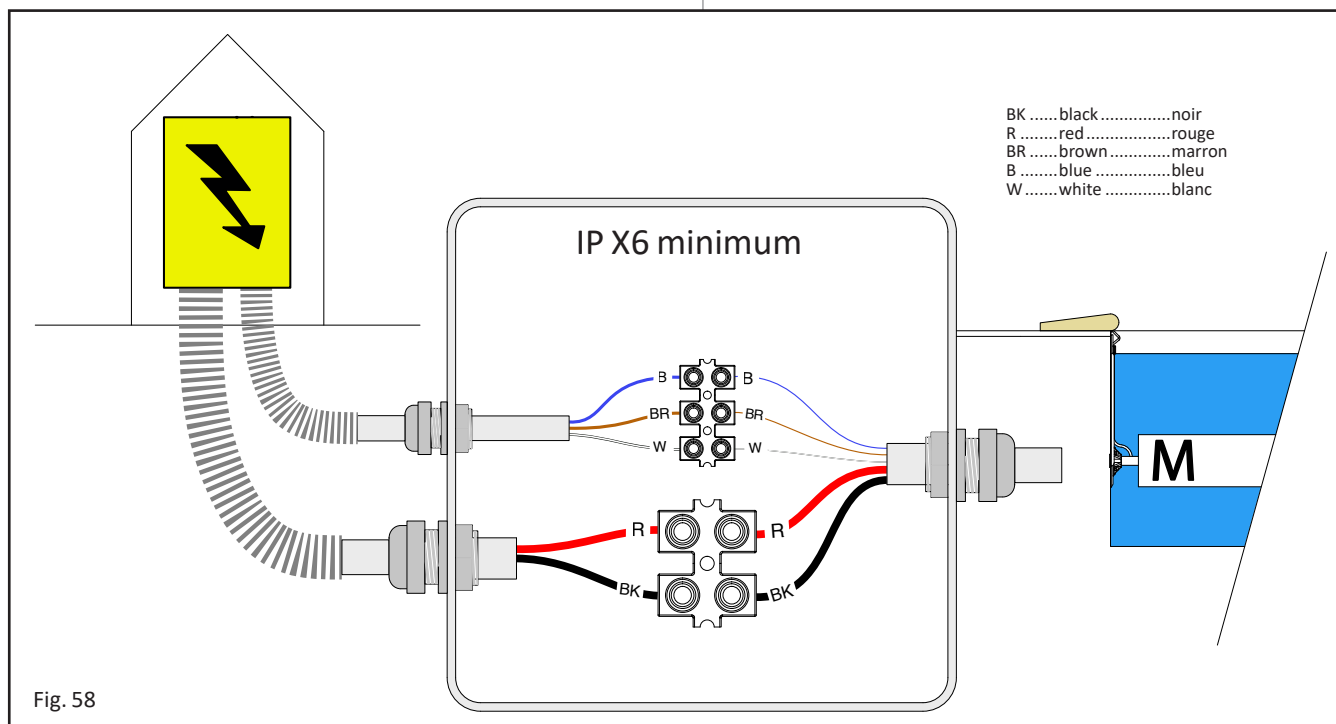 BK ......black ...............noir
R ........red.....................rouge
BR ......brown.............marron
B .........blue .................bleu
W .......white ..............blanc
IP X6 minimum
B B
BR BR
W W
M
R R
BK BK
Fig. 58